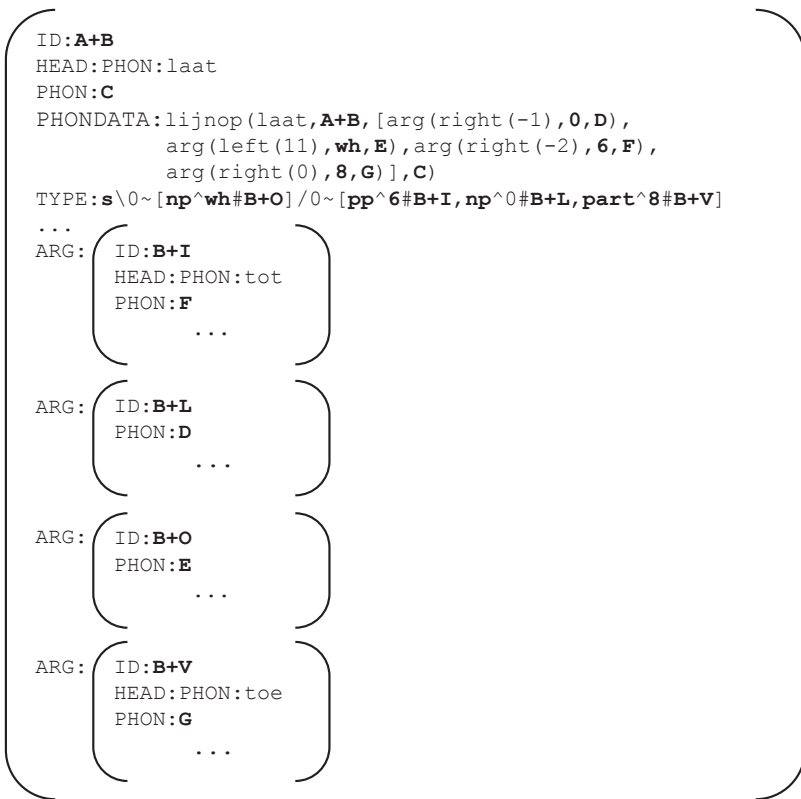 ID:A+B
HEAD:PHON:laat
PHON:C
PHONDATA:lijnop(laat,A+B,[arg(right(-1),0,D),
arg(left(11),wh,E),arg(right(-2),6,F),
arg(right(0),8,G)],C)
TYPE:s\0~[np^wh#B+O]/0~[pp^6#B+I,np^0#B+L,part^8#B+V]
...
ARG: ID:B+I
HEAD:PHON:tot
PHON:F
...
ARG: ID:B+L
PHON:D
...
ARG: ID:B+O
PHON:E
...
ARG: ID:B+V
HEAD:PHON:toe
PHON:G
...